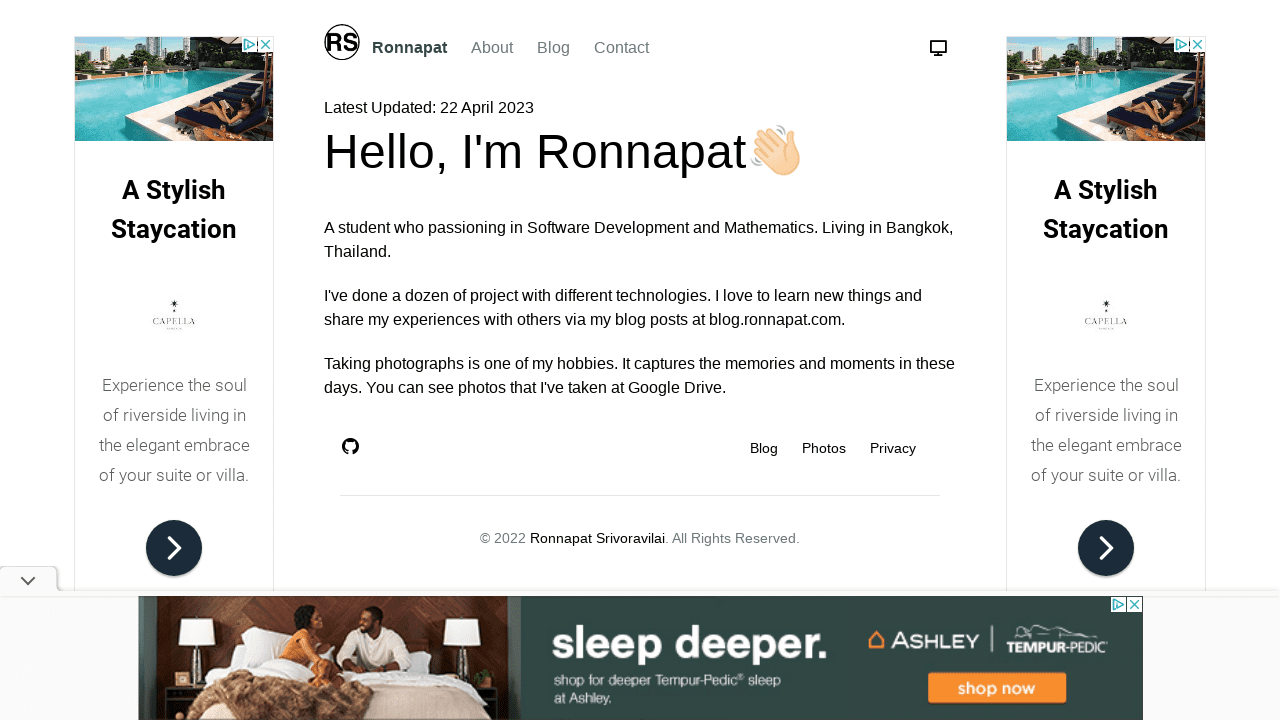 RS
Ronnapat
About
Blog
Contact
Latest Updated: 22 April 2023
Hello, I'm Ronnapat
A student who passioning in Software Development and Mathematics. Living in Bangkok,
Thailand.
I've done a dozen of project with different technologies. I love to learn new things and
share my experiences with others via my blog posts at blog.ronnapat.com.
Taking photographs is one of my hobbies. It captures the memories and moments in these
days. You can see photos that I've taken at Google Drive.
Blog
Photos
Privacy
© 2022 Ronnapat Srivoravilai. All Rights Reserved.
A Stylish
Staycation
CAPELLA
Experience the soul
of riverside living in
the elegant embrace
of your suite or villa.
A Stylish
Staycation
CAPELLA
Experience the soul
of riverside living in
the elegant embrace
of your suite or villa.
sleep deeper.
shop for deeper Tempur-Pedic® sleep
at Ashley.
ASHLEY
TEMPUR-PEDIC
shop now